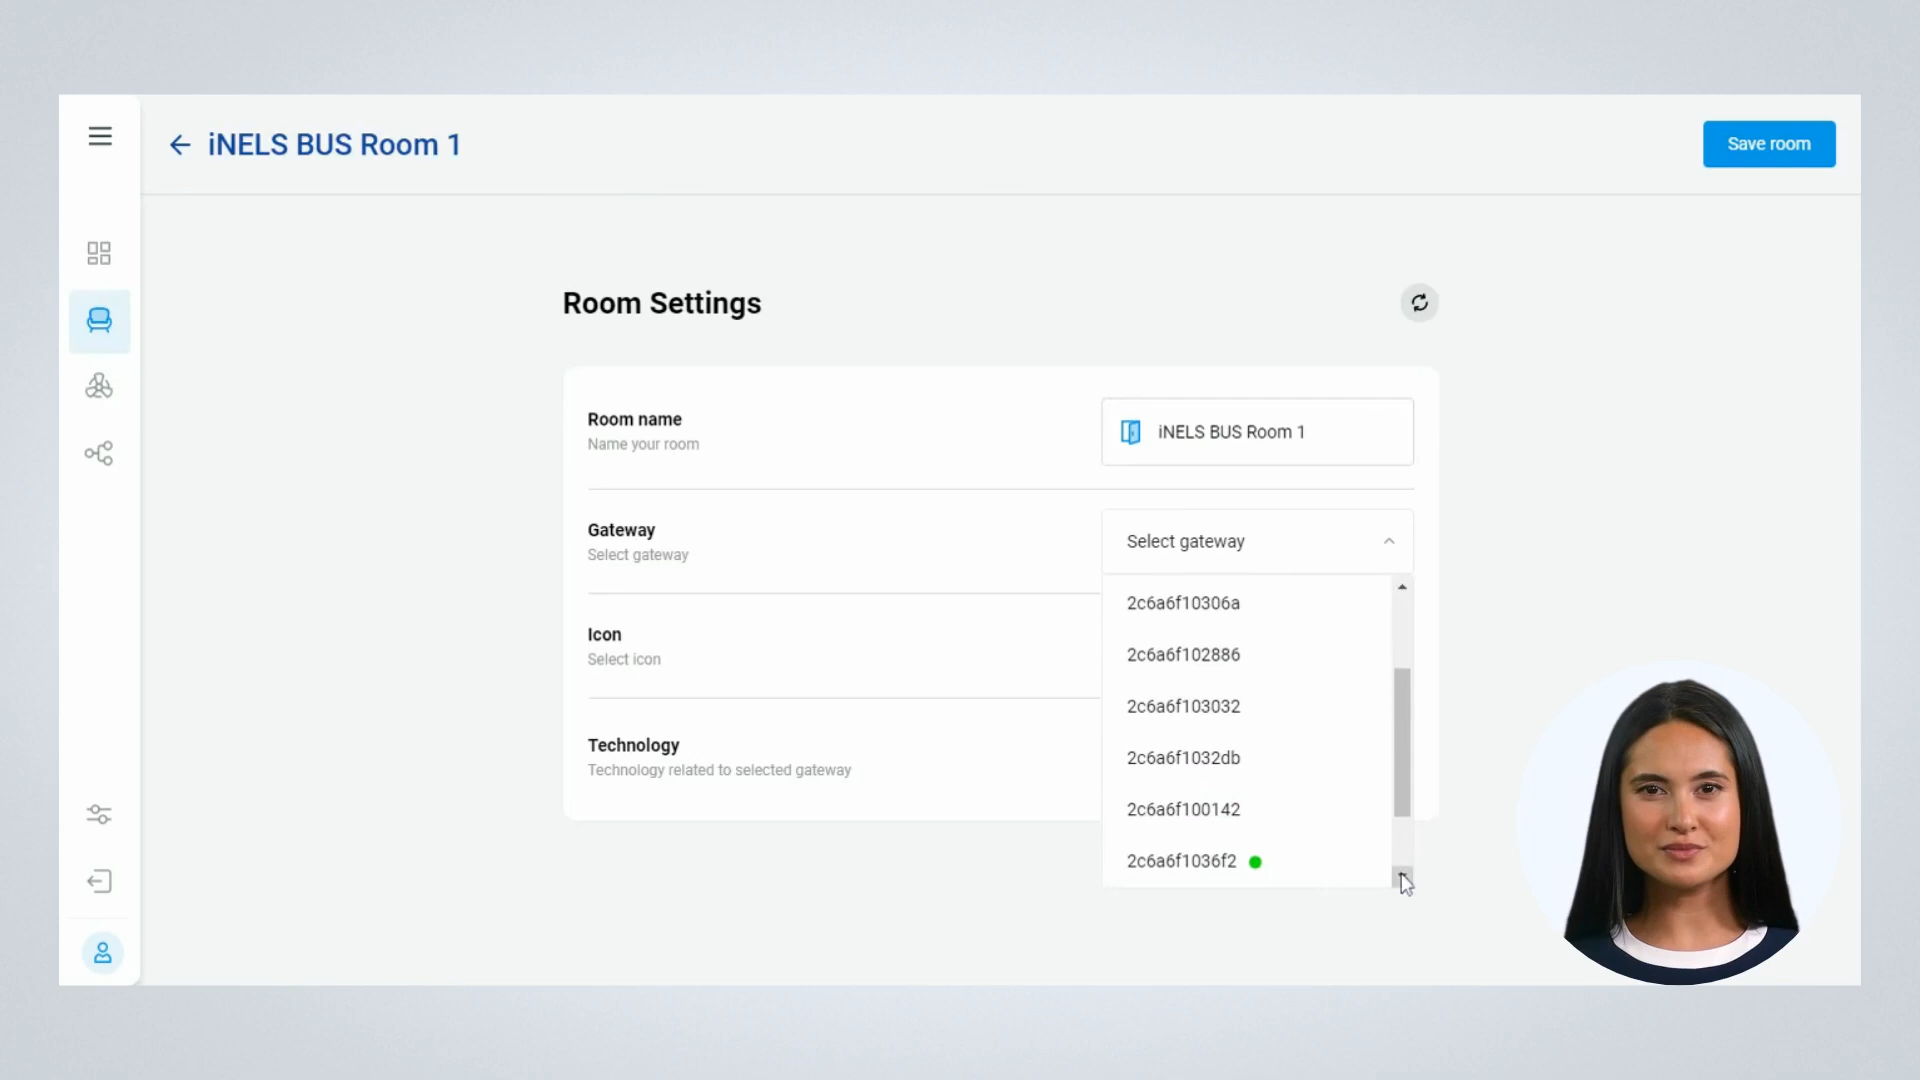 iNELS BUS Room 1
Save room
Room Settings
Room name
Name your room
iNELS BUS Room 1
Gateway
Select gateway
Select gateway
2c6a6f10306a
2c6a6f102886
2c6a6f103032
2c6a6f1032db
2c6a6f100142
2c6a6f1036f2
Icon
Select icon
Technology
Technology related to selected gateway